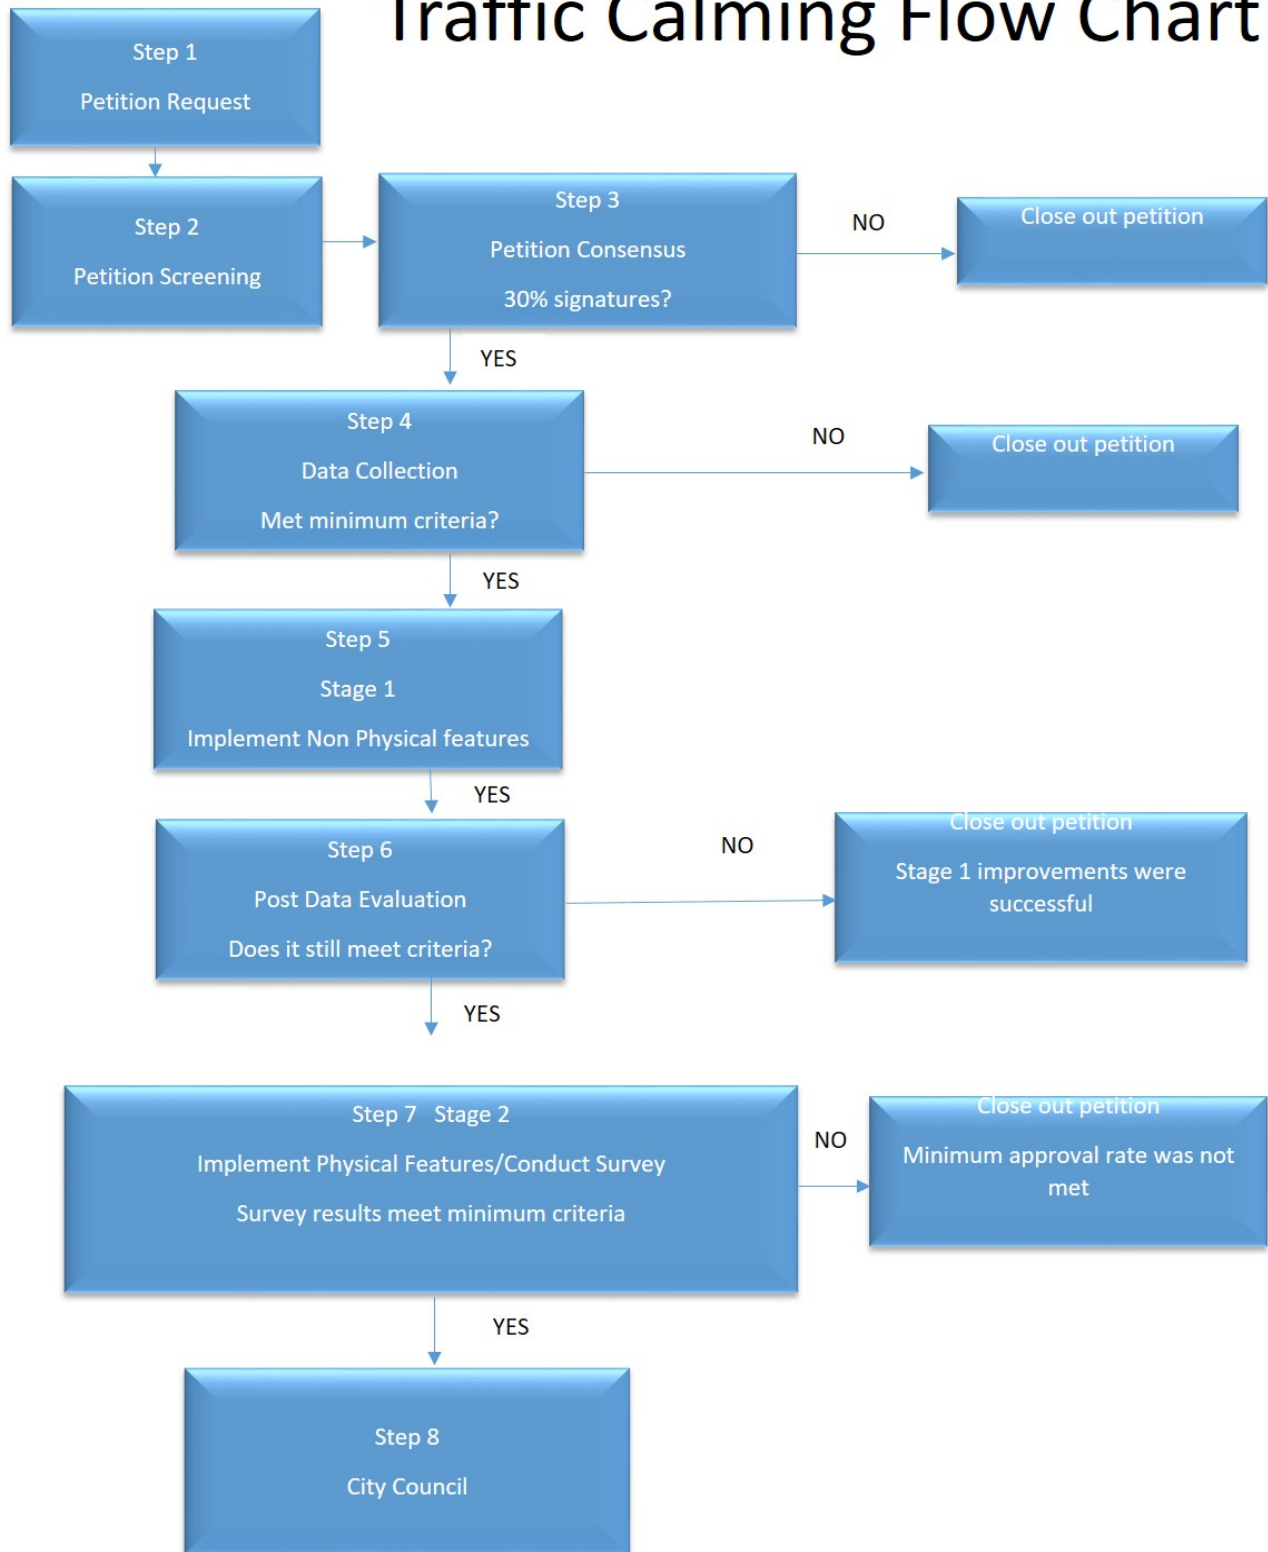 Traffic Calming Flow Chart
Step 1
Petition Request
Step 2
Petition Screening
Step 3
Petition Consensus
30% signatures?
NO
Close out petition
YES
Step 4
Data Collection
Met minimum criteria?
NO
Close out petition
YES
Step 5
Stage 1
Implement Non Physical features
YES
Step 6
Post Data Evaluation
Does it still meet criteria?
NO
Close out petition
Stage 1 improvements were
successful
YES
Step 7   Stage 2
Implement Physical Features/Conduct Survey
Survey results meet minimum criteria
NO
Close out petition
Minimum approval rate was not
met
YES
Step 8
City Council